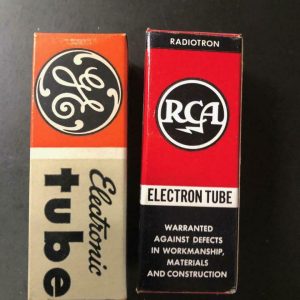 GE
Electronic
tube
RADIOTRON
RCA
ELECTRON TUBE
WARRANTED
AGAINST DEFECTS
IN WORKMANSHIP,
MATERIALS
AND CONSTRUCTION